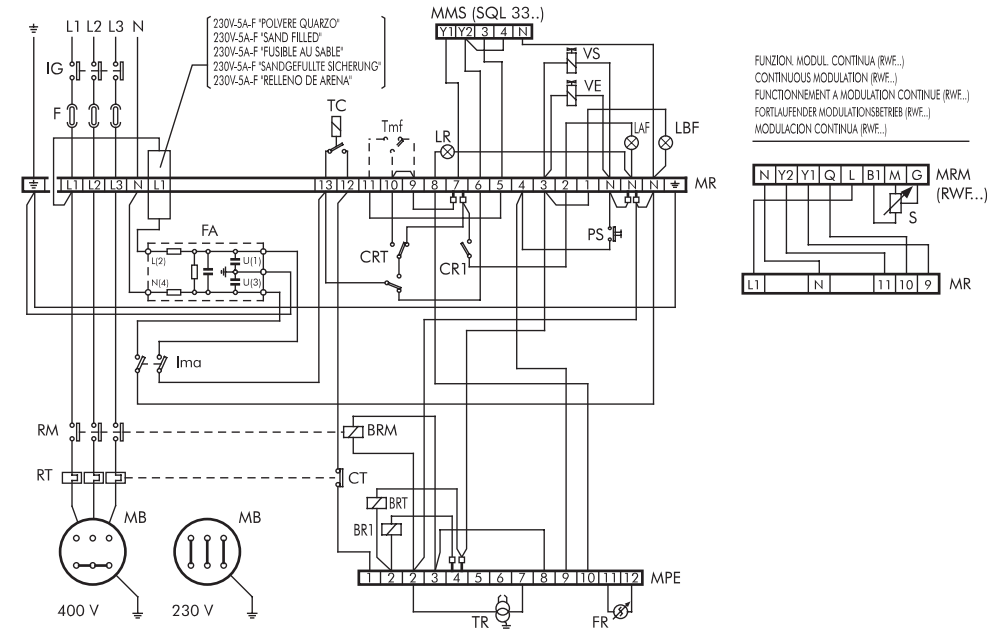 L1 L2 L3 N
IG
F
230V-5A-F "POLVERE QUARZO"
230V-5A-F "SAND FILLED"
230V-5A-F "FUSIBLE AU SABLE"
230V-5A-F "SANDGEFULLTE SICHERUNG"
230V-5A-F "RELLENO DE ARENA"
MMS (SQL 33..)
Y1 Y2 3 4 N
VS
VE
TC
Tmf
LR
LAF
LBF
L1 L2 L3 N L1 13 12 11 10 9 8 7 6 5 4 3 2 1 N N N MR
FA
L(2) U(1)
N(4) U(3)
CRT
CR1
PS
Ima
RM
BRM
RT
CT
BRT
BR1
MB
MB
400 V
230 V
1 2 2 3 4 5 6 7 8 9 10 11 12 MPE
TR
FR
FUNZION. MODUL. CONTINUA (RWF...)
CONTINUOUS MODULATION (RWF...)
FUNCTIONNEMENT A MODULATION CONTINUE (RWF...)
FORTLAUFENDER MODULATIONSBETRIEB (RWF...)
MODULACION CONTINUA (RWF...)
N Y2 Y1 Q L B1 M G MRM
(RWF...)
S
L1 N 11 10 9 MR